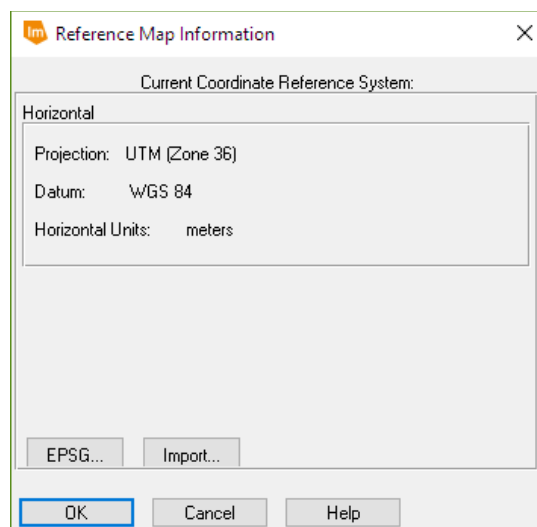 Im Reference Map Information
Current Coordinate Reference System:
Horizontal
Projection: UTM (Zone 36)
Datum: WGS 84
Horizontal Units: meters
EPSG... Import...
OK Cancel Help